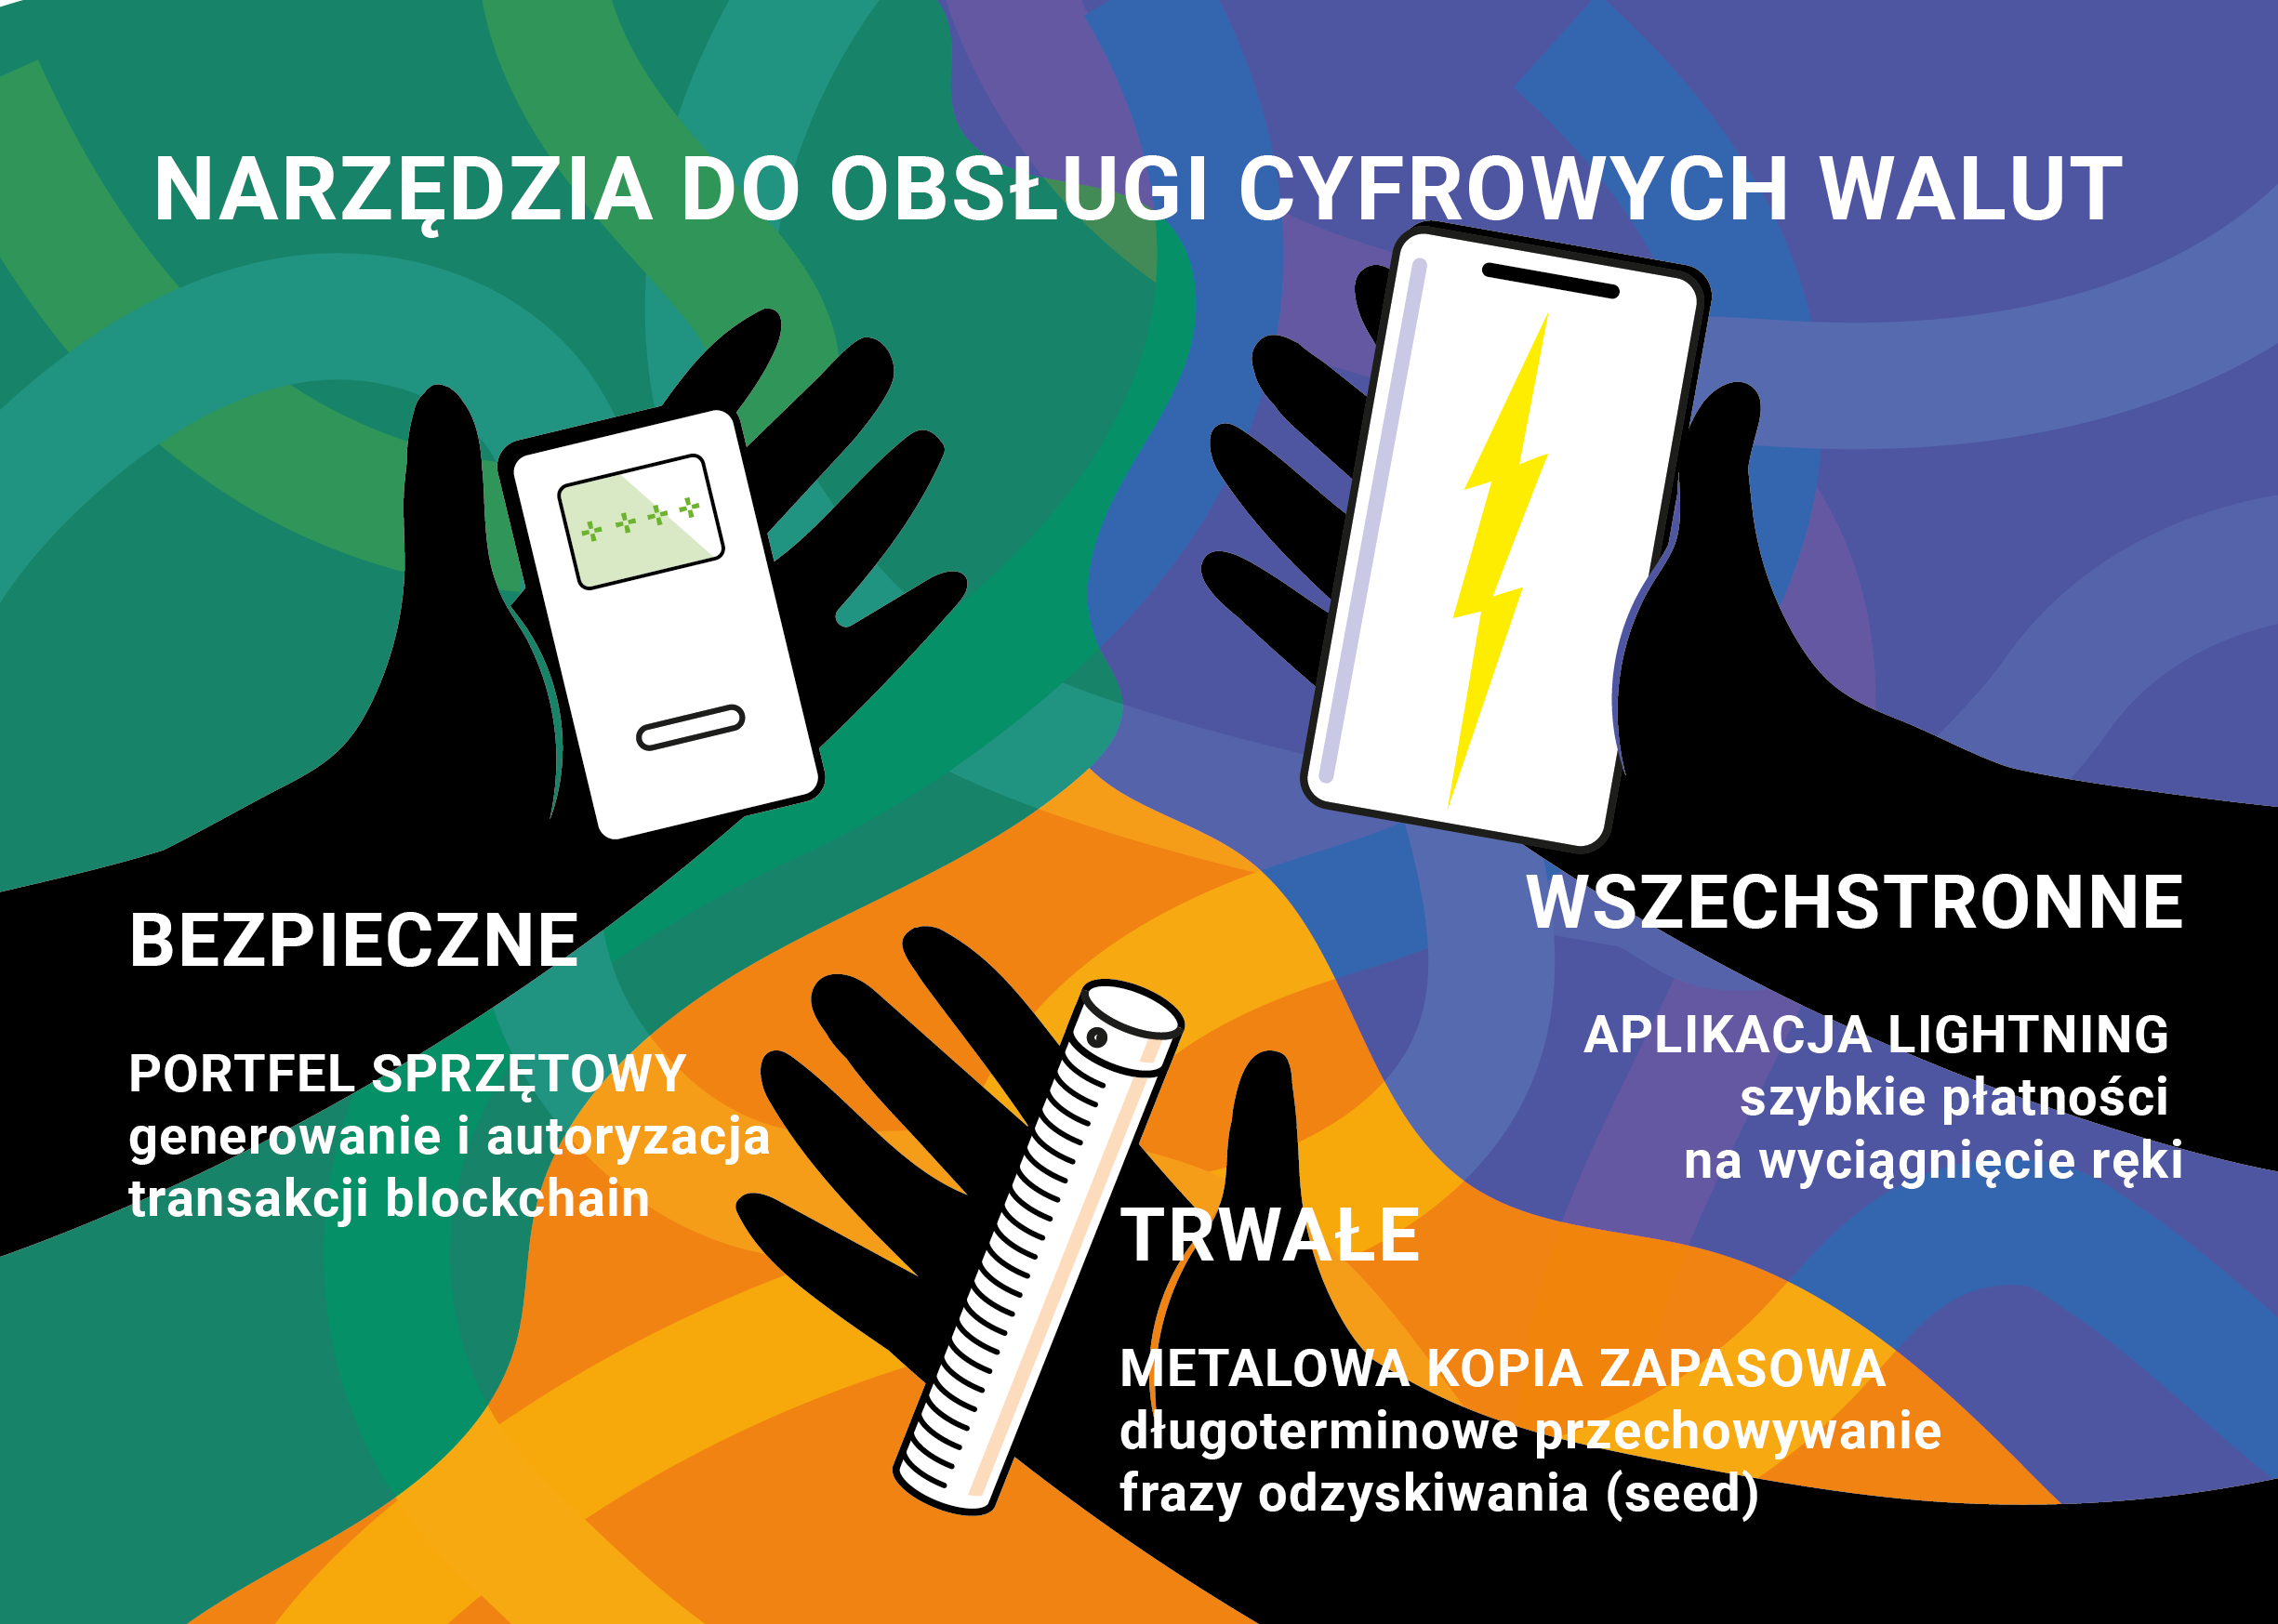 NARZĘDZIA DO OBSŁUGI CYFROWYCH WALUT
BEZPIECZNE
PORTFEL SPRZĘTOWY
generowanie i autoryzacja
transakcji blockchain
WSZECHSTRONNE
APLIKACJA LIGHTNING
szybkie płatności
na wyciągnięcie ręki
TRWAŁE
METALOWA KOPIA ZAPASOWA
długoterminowe przechowywanie
frazy odzyskiwania (seed)